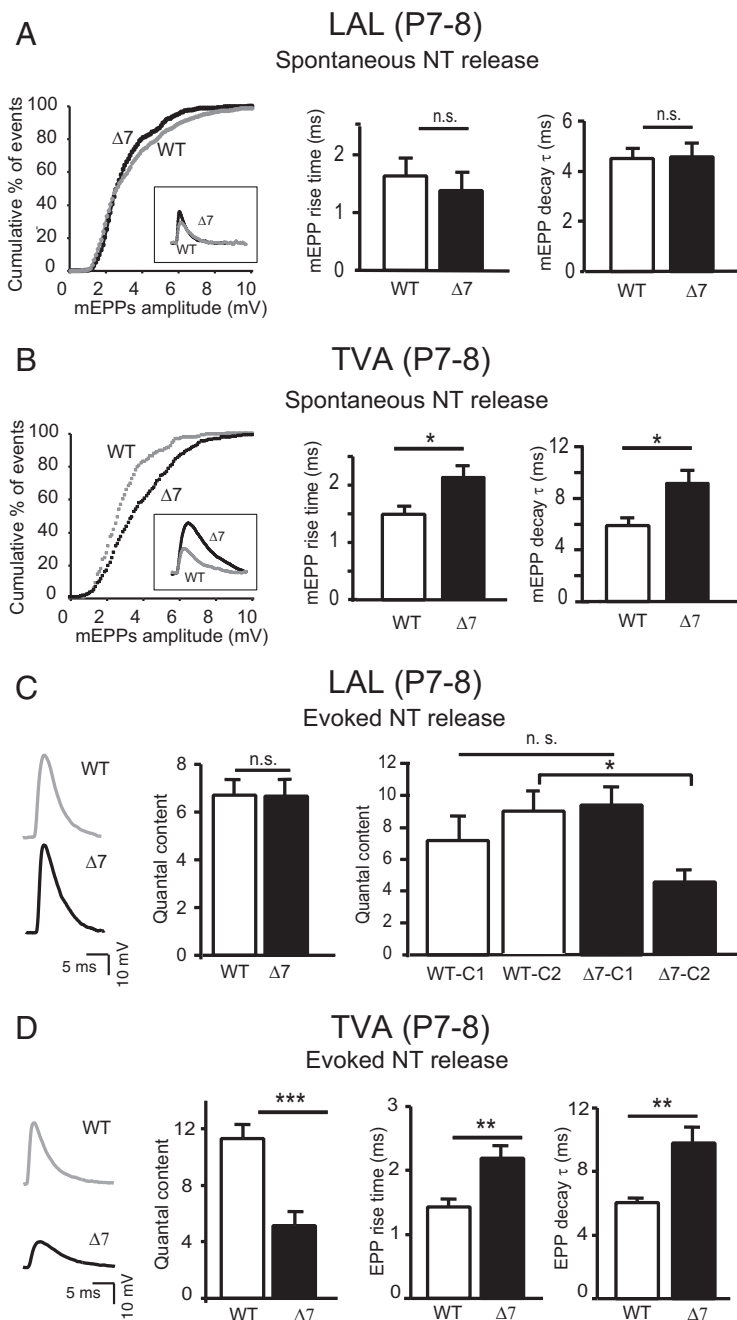 A
LAL (P7-8)
Spontaneous NT release
Cumulative % of events
100
80
60
40
20
0
Δ7
WT
Δ7
WT
0 2 4 6 8 10
mEPPs amplitude (mV)
mEPP rise time (ms)
2
1
0
n.s.
WT Δ7
mEPP decay τ (ms)
6
4
2
0
n.s.
WT Δ7
B
TVA (P7-8)
Spontaneous NT release
Cumulative % of events
100
80
60
40
20
0
WT
Δ7
Δ7
WT
0 2 4 6 8 10
mEPPs amplitude (mV)
mEPP rise time (ms)
3
2
1
0
*
WT Δ7
mEPP decay τ (ms)
12
9
6
3
0
*
WT Δ7
C
LAL (P7-8)
Evoked NT release
WT
Δ7
5 ms
10 mV
Quantal content
8
6
4
2
0
n.s.
WT Δ7
Quantal content
12
10
8
6
4
2
0
n. s.
*
WT-C1 WT-C2 Δ7-C1 Δ7-C2
D
TVA (P7-8)
Evoked NT release
WT
Δ7
5 ms
10 mV
Quantal content
12
8
4
0
***
WT Δ7
EPP rise time (ms)
3
2
1
0
**
WT Δ7
EPP decay τ (ms)
12
8
4
0
**
WT Δ7